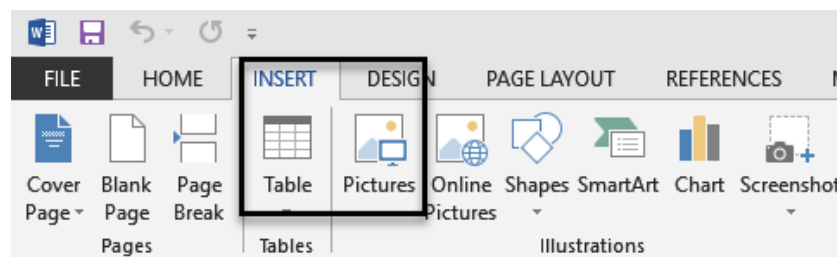 FILE HOME INSERT DESIGN PAGE LAYOUT REFERENCES
Cover Blank Page Table Pictures Online Shapes SmartArt Chart Screenshot
Page Page Break Pictures
Pages Tables Illustrations